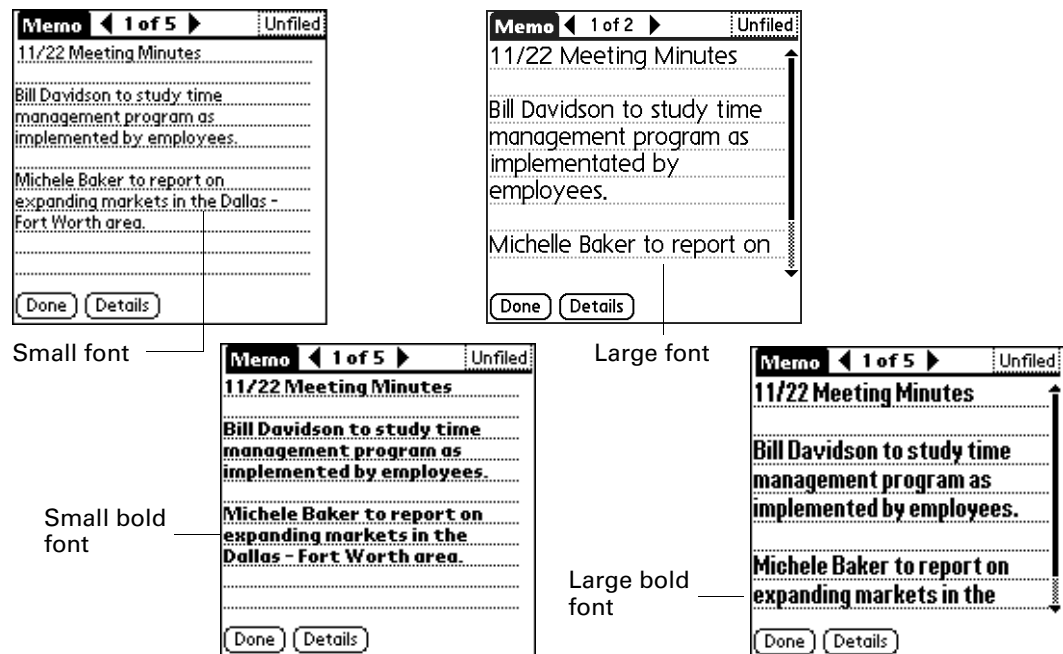 Memo 1 of 5 Unfiled
11/22 Meeting Minutes
Bill Davidson to study time
management program as
implemented by employees.
Michele Baker to report on
expanding markets in the Dallas -
Fort Worth area.
Done Details
Small font
Memo 1 of 2 Unfiled
11/22 Meeting Minutes
Bill Davidson to study time
management program as
implementated by
employees.
Michelle Baker to report on
Done Details
Large font
Memo 1 of 5 Unfiled
11/22 Meeting Minutes
Bill Davidson to study time
management program as
implemented by employees.
Michele Baker to report on
expanding markets in the
Dallas - Fort Worth area.
Done Details
Small bold
font
Memo 1 of 5 Unfiled
11/22 Meeting Minutes
Bill Davidson to study time
management program as
implemented by employees.
Michele Baker to report on
expanding markets in the
Done Details
Large bold
font